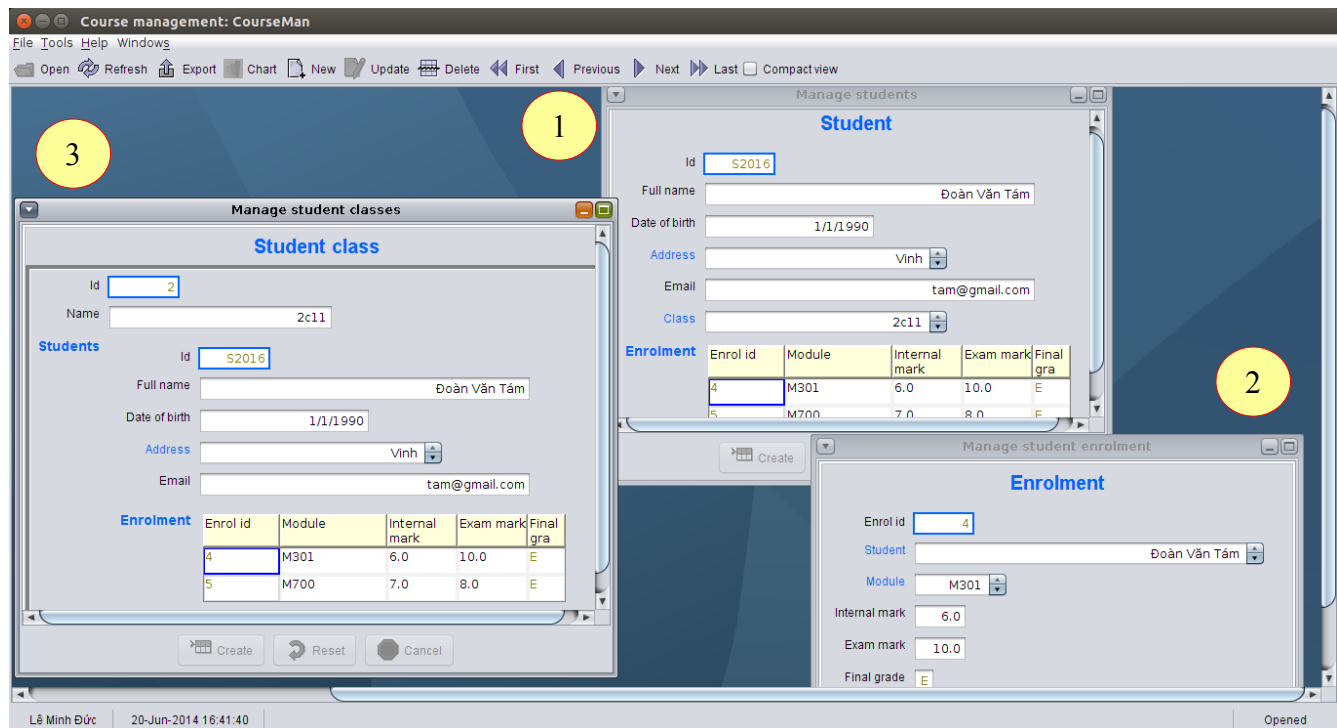 Course management: CourseMan
File Tools Help Windows
Open Refresh Export Chart New Update Delete First Previous Next Last Compact view
3
1
2
Manage students
Student
Id S2016
Full name Đoàn Văn Tám
Date of birth 1/1/1990
Address Vinh
Email tam@gmail.com
Class 2c11
Enrolment Enrol id Module Internal mark Exam mark Final gra
4 M301 6.0 10.0 E
5 M700 7.0 8.0 E
Create
Manage student classes
Student class
Id 2
Name 2c11
Students
Id S2016
Full name Đoàn Văn Tám
Date of birth 1/1/1990
Address Vinh
Email tam@gmail.com
Enrolment Enrol id Module Internal mark Exam mark Final gra
4 M301 6.0 10.0 E
5 M700 7.0 8.0 E
Create Reset Cancel
Manage student enrolment
Enrolment
Enrol id 4
Student Đoàn Văn Tám
Module M301
Internal mark 6.0
Exam mark 10.0
Final grade E
Lê Minh Đức 20-Jun-2014 16:41:40 Opened